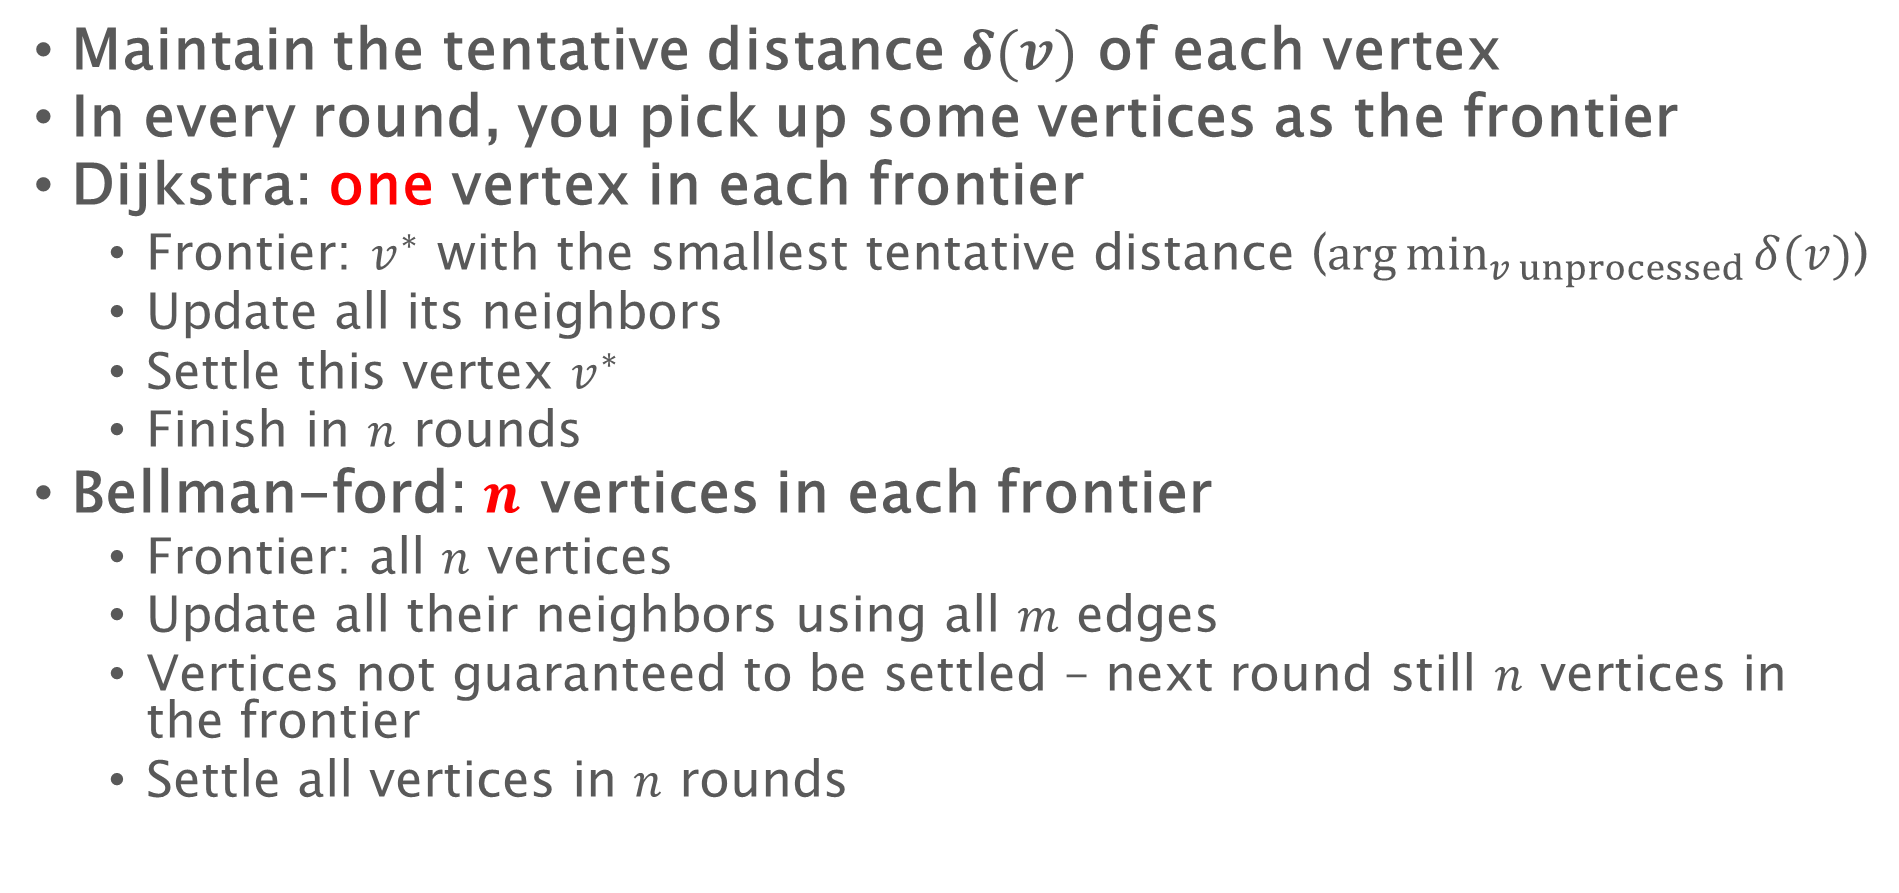 • Maintain the tentative distance 𝜹(𝒗) of each vertex
• In every round, you pick up some vertices as the frontier
• Dijkstra: one vertex in each frontier
• Frontier: 𝑣* with the smallest tentative distance (arg min𝑣 unprocessed 𝛿(𝑣))
• Update all its neighbors
• Settle this vertex 𝑣*
• Finish in 𝑛 rounds
• Bellman-ford: 𝒏 vertices in each frontier
• Frontier: all 𝑛 vertices
• Update all their neighbors using all 𝑚 edges
• Vertices not guaranteed to be settled – next round still 𝑛 vertices in
the frontier
• Settle all vertices in 𝑛 rounds